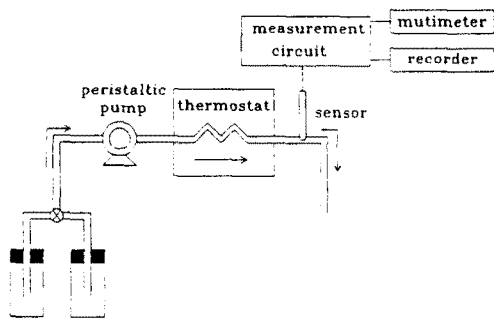 measurement
circuit
mutimeter
recorder
peristaltic
pump
thermostat
sensor